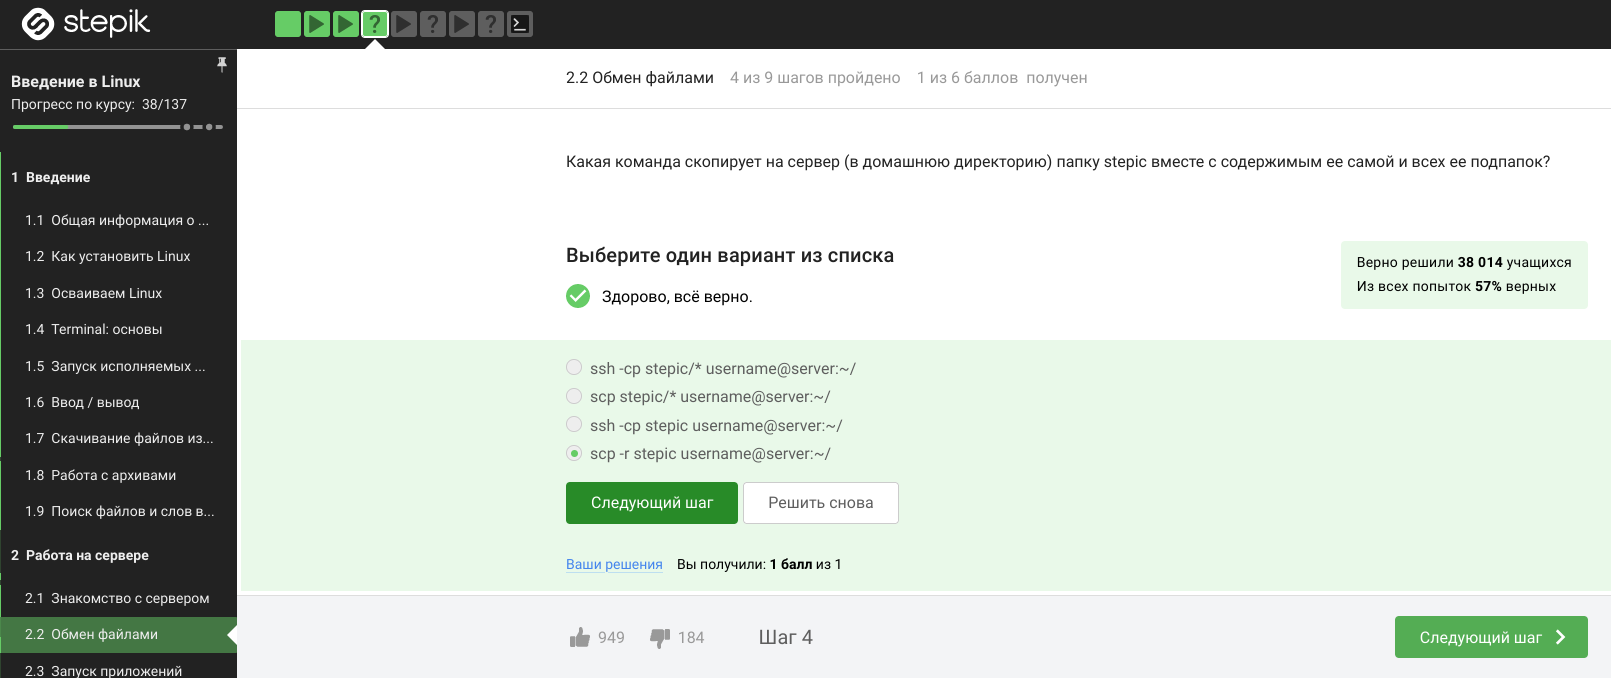 stepik
Введение в Linux
Прогресс по курсу: 38/137
1 Введение
1.1 Общая информация о ...
1.2 Как установить Linux
1.3 Осваиваем Linux
1.4 Terminal: основы
1.5 Запуск исполняемых ...
1.6 Ввод / вывод
1.7 Скачивание файлов из...
1.8 Работа с архивами
1.9 Поиск файлов и слов в...
2 Работа на сервере
2.1 Знакомство с сервером
2.2 Обмен файлами
2.3 Запуск приложений
2.2 Обмен файлами 4 из 9 шагов пройдено 1 из 6 баллов получен
Какая команда скопирует на сервер (в домашнюю директорию) папку stepic вместе с содержимым ее самой и всех ее подпапок?
Выберите один вариант из списка
Здорово, всё верно.
Верно решили 38 014 учащихся
Из всех попыток 57% верных
ssh -cp stepic/* username@server:~/
scp stepic/* username@server:~/
ssh -cp stepic username@server:~/
scp -r stepic username@server:~/
Следующий шаг Решить снова
Ваши решения Вы получили: 1 балл из 1
949 184 Шаг 4 Следующий шаг